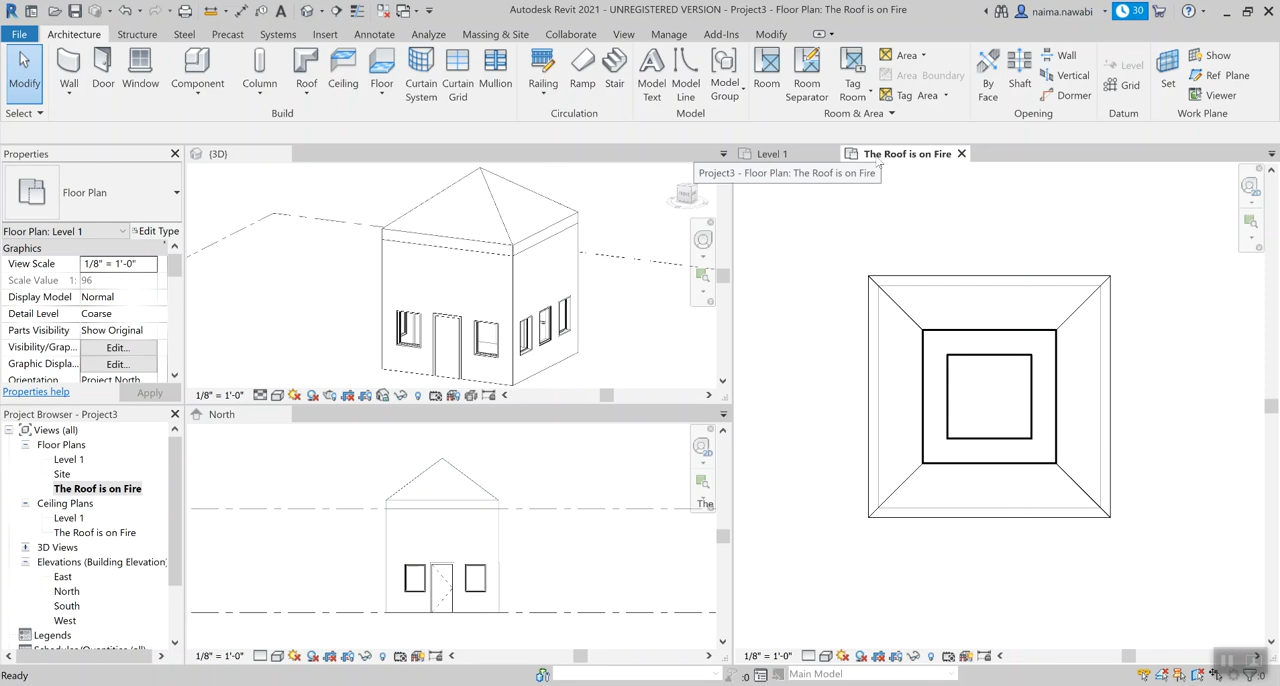 Autodesk Revit 2021 - UNREGISTERED VERSION - Project3 - Floor Plan: The Roof is on Fire
naima.nawabi
30
File Architecture Structure Steel Precast Systems Insert Annotate Analyze Massing & Site Collaborate View Manage Add-Ins Modify
Modify Wall Door Window Component Column Roof Ceiling Floor Curtain System Curtain Grid Mullion Railing Ramp Stair Model Text Model Line Model Group Room Room Separator Tag Room Area Area Boundary Tag Area By Face Shaft Wall Vertical Dormer Level Grid Set Show Ref Plane Viewer
Select Build Circulation Model Room & Area Opening Datum Work Plane
Properties
(3D)
Level 1
The Roof is on Fire
Project3 - Floor Plan: The Roof is on Fire
Floor Plan
Floor Plan: Level 1 Edit Type
Graphics
View Scale 1/8" = 1'-0"
Scale Value 1: 96
Display Model Normal
Detail Level Coarse
Parts Visibility Show Original
Visibility/Grap... Edit...
Graphic Displa... Edit...
Orientation Project North
Properties help Apply
1/8" = 1'-0"
Project Browser - Project3
North
Views (all)
Floor Plans
Level 1
Site
The Roof is on Fire
Ceiling Plans
Level 1
The Roof is on Fire
3D Views
Elevations (Building Elevation)
East
North
South
West
Legends
Schedules/Quantities (all)
The
2D
2D
1/8" = 1'-0"
1/8" = 1'-0"
Ready
:0
Main Model
:0